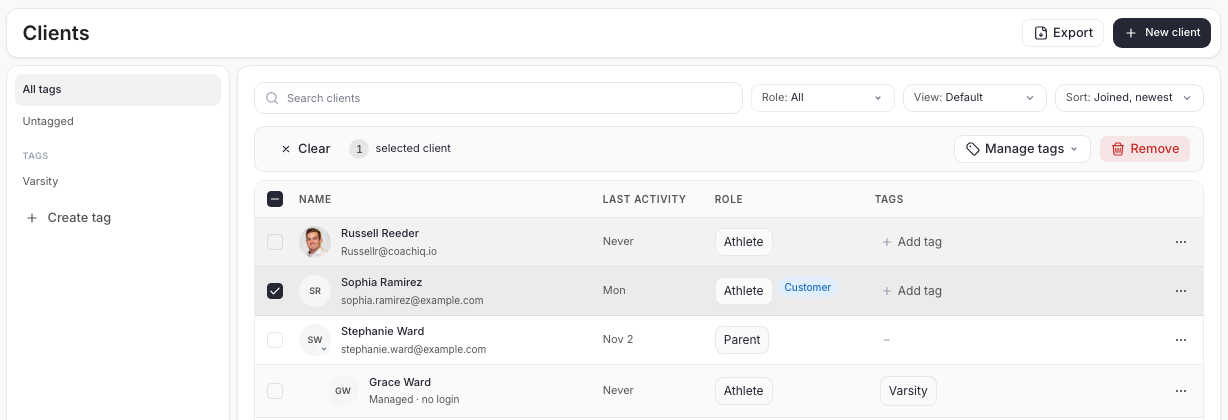 Clients
Export
New client
All tags
Untagged
TAGS
Varsity
Create tag
Search clients
Role: All
View: Default
Sort: Joined, newest
Clear
1 selected client
Manage tags
Remove
NAME LAST ACTIVITY ROLE TAGS
Russell Reeder
Russellr@coachiq.io
Never
Athlete
Add tag
SR
Sophia Ramirez
sophia.ramirez@example.com
Mon
Athlete
Customer
Add tag
SW
Stephanie Ward
stephanie.ward@example.com
Nov 2
Parent
–
GW
Grace Ward
Managed · no login
Never
Athlete
Varsity